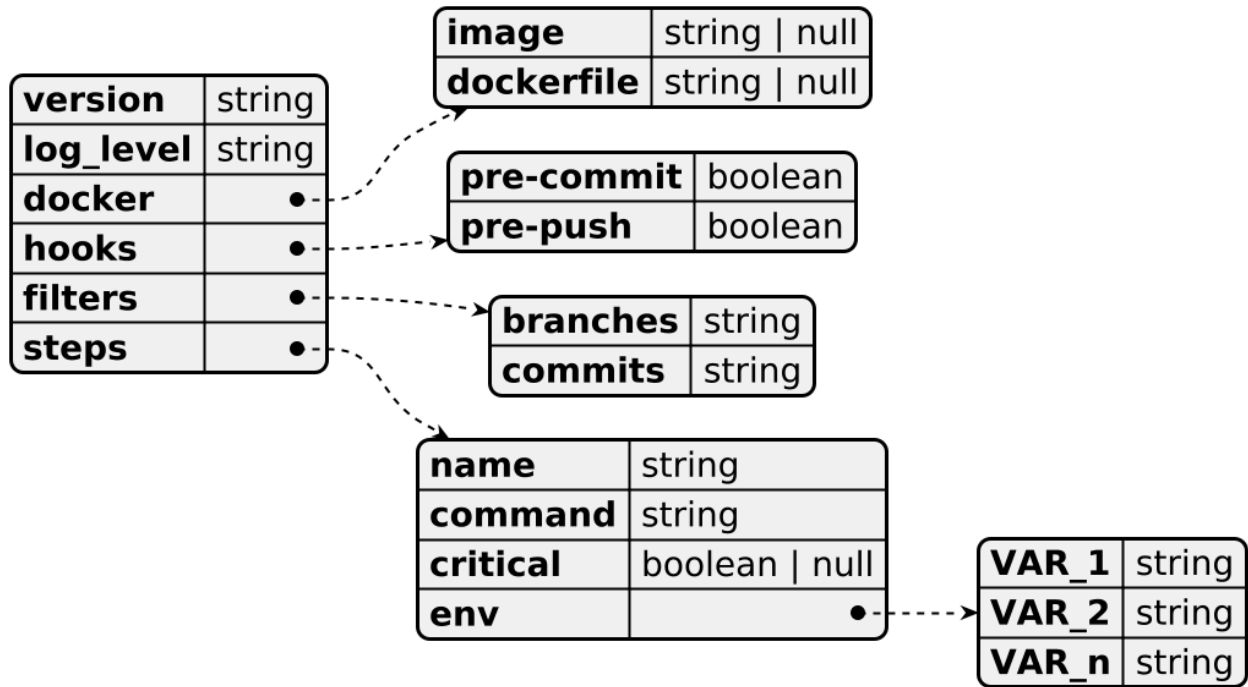 version string
log_level string
docker
hooks
filters
steps
image string | null
dockerfile string | null
pre-commit boolean
pre-push boolean
branches string
commits string
name string
command string
critical boolean | null
env
VAR_1 string
VAR_2 string
VAR_n string